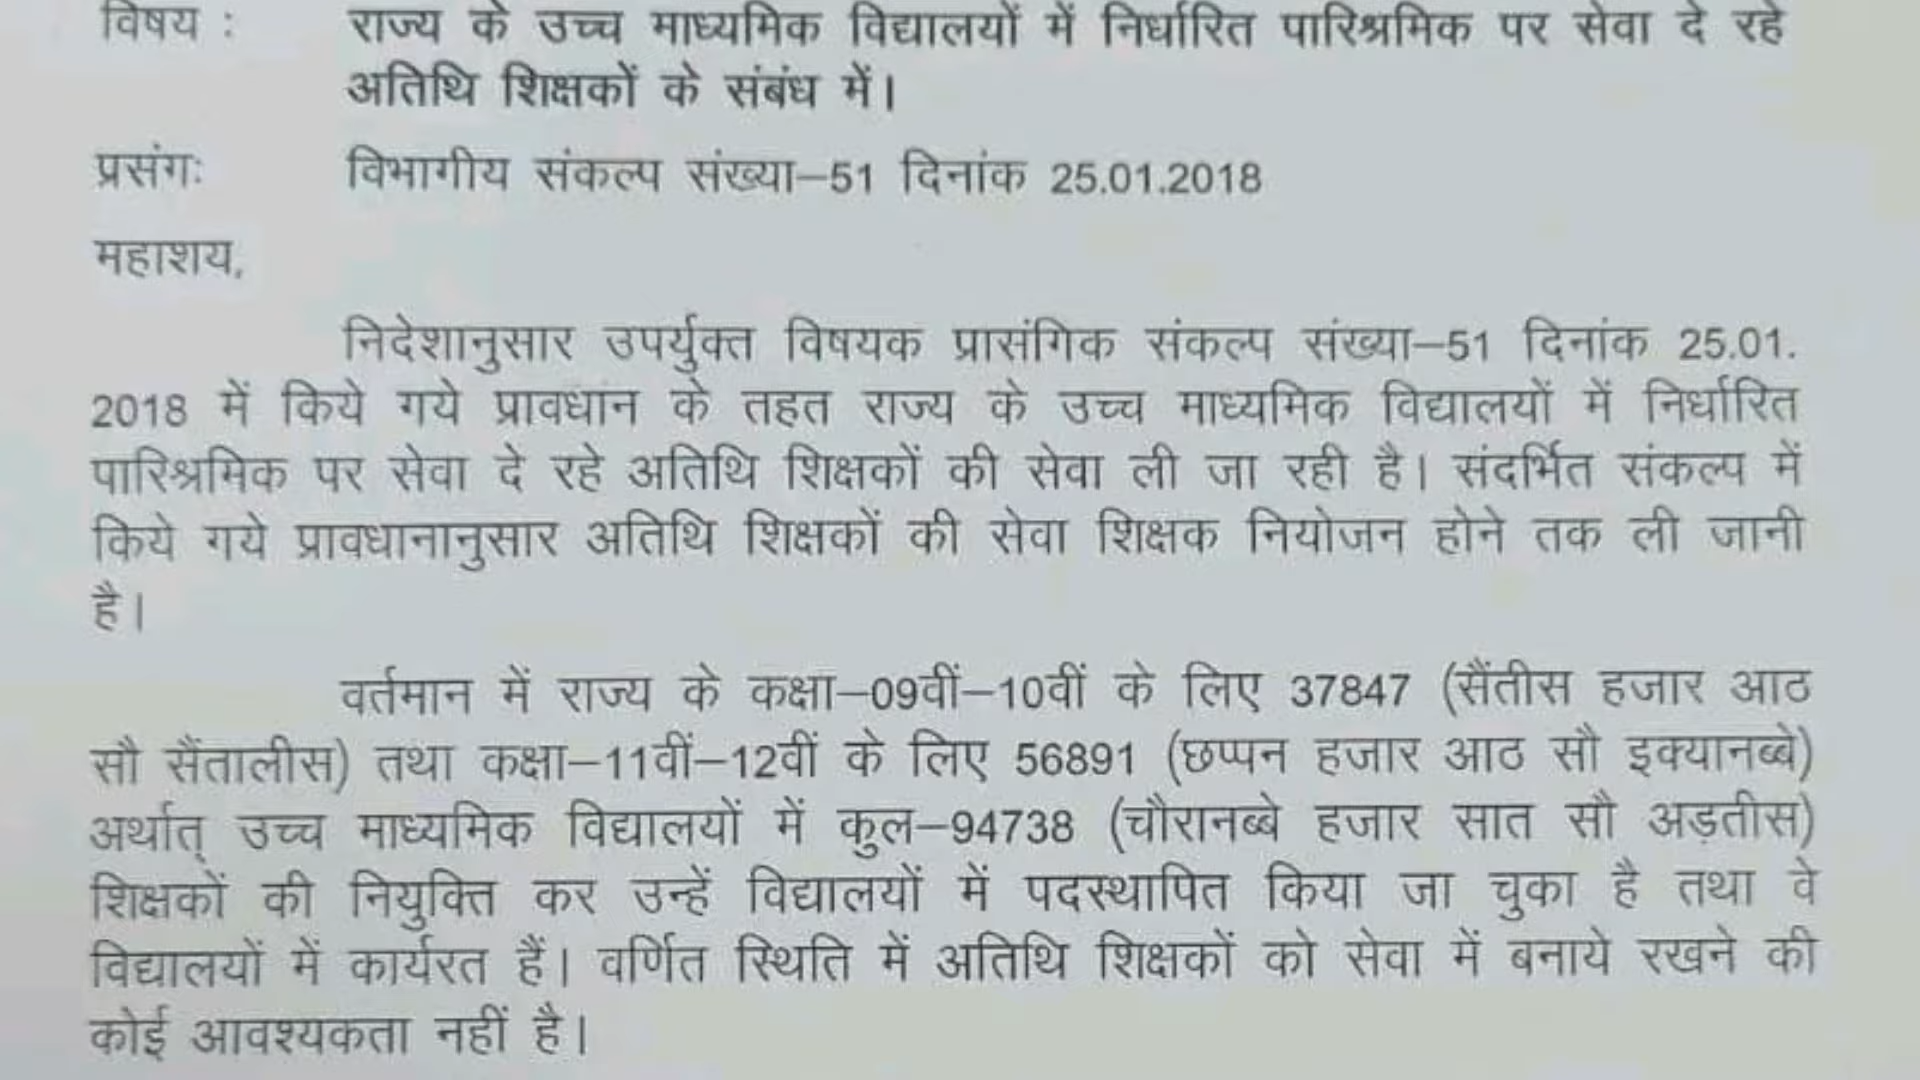 विषय : राज्य के उच्च माध्यमिक विद्यालयों में निर्धारित पारिश्रमिक पर सेवा दे रहे
अतिथि शिक्षकों के संबंध में।
प्रसंगः विभागीय संकल्प संख्या–51 दिनांक 25.01.2018
महाशय,
निदेशानुसार उपर्युक्त विषयक प्रासंगिक संकल्प संख्या–51 दिनांक 25.01.
2018 में किये गये प्रावधान के तहत राज्य के उच्च माध्यमिक विद्यालयों में निर्धारित
पारिश्रमिक पर सेवा दे रहे अतिथि शिक्षकों की सेवा ली जा रही है। संदर्भित संकल्प में
किये गये प्रावधानानुसार अतिथि शिक्षकों की सेवा शिक्षक नियोजन होने तक ली जानी
है।
वर्तमान में राज्य के कक्षा–09वीं–10वीं के लिए 37847 (सैंतीस हजार आठ
सौ सैंतालीस) तथा कक्षा–11वीं–12वीं के लिए 56891 (छप्पन हजार आठ सौ इक्यानब्बे)
अर्थात् उच्च माध्यमिक विद्यालयों में कुल–94738 (चौरानब्बे हजार सात सौ अड़तीस)
शिक्षकों की नियुक्ति कर उन्हें विद्यालयों में पदस्थापित किया जा चुका है तथा वे
विद्यालयों में कार्यरत हैं। वर्णित स्थिति में अतिथि शिक्षकों को सेवा में बनाये रखने की
कोई आवश्यकता नहीं है।